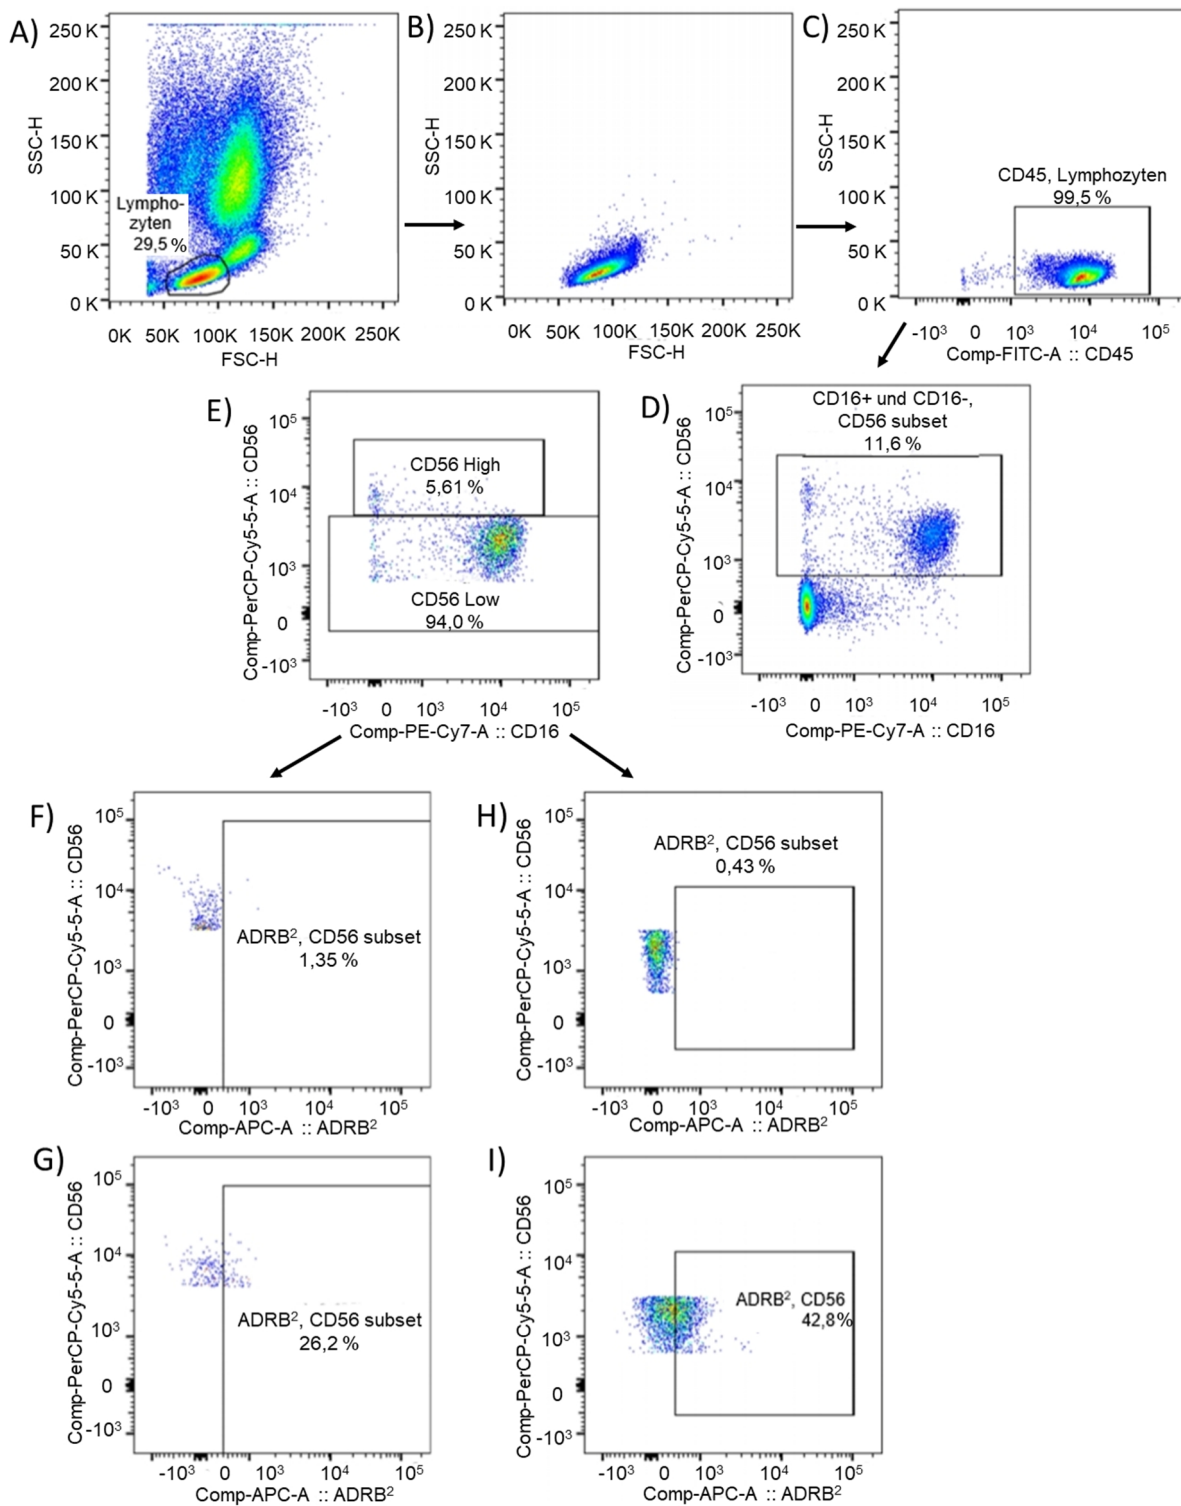 A)
250 K
200 K
150 K
100 K
50 K
0 K
SSC-H
Lympho-
zyten
29,5 %
0K 50K 100K 150K 200K 250K
FSC-H
B)
250 K
200 K
150 K
100 K
50 K
0 K
SSC-H
0K 50K 100K 150K 200K 250K
FSC-H
C)
250 K
200 K
150 K
100 K
50 K
0 K
SSC-H
CD45, Lymphozyten
99,5 %
-10³ 0 10³ 10⁴ 10⁵
Comp-FITC-A :: CD45
E)
10⁵
10⁴
10³
0
-10³
Comp-PerCP-Cy5-5-A :: CD56
CD56 High
5,61 %
CD56 Low
94,0 %
-10³ 0 10³ 10⁴ 10⁵
Comp-PE-Cy7-A :: CD16
D)
10⁵
10⁴
10³
0
-10³
Comp-PerCP-Cy5-5-A :: CD56
CD16+ und CD16-,
CD56 subset
11,6 %
-10³ 0 10³ 10⁴ 10⁵
Comp-PE-Cy7-A :: CD16
F)
10⁵
10⁴
10³
0
-10³
Comp-PerCP-Cy5-5-A :: CD56
ADRB², CD56 subset
1,35 %
-10³ 0 10³ 10⁴ 10⁵
Comp-APC-A :: ADRB²
H)
10⁵
10⁴
10³
0
-10³
Comp-PerCP-Cy5-5-A :: CD56
ADRB², CD56 subset
0,43 %
-10³ 0 10³ 10⁴ 10⁵
Comp-APC-A :: ADRB²
G)
10⁵
10⁴
10³
0
-10³
Comp-PerCP-Cy5-5-A :: CD56
ADRB², CD56 subset
26,2 %
-10³ 0 10³ 10⁴ 10⁵
Comp-APC-A :: ADRB²
I)
10⁵
10⁴
10³
0
-10³
Comp-PerCP-Cy5-5-A :: CD56
ADRB², CD56
42,8%
-10³ 0 10³ 10⁴ 10⁵
Comp-APC-A :: ADRB²